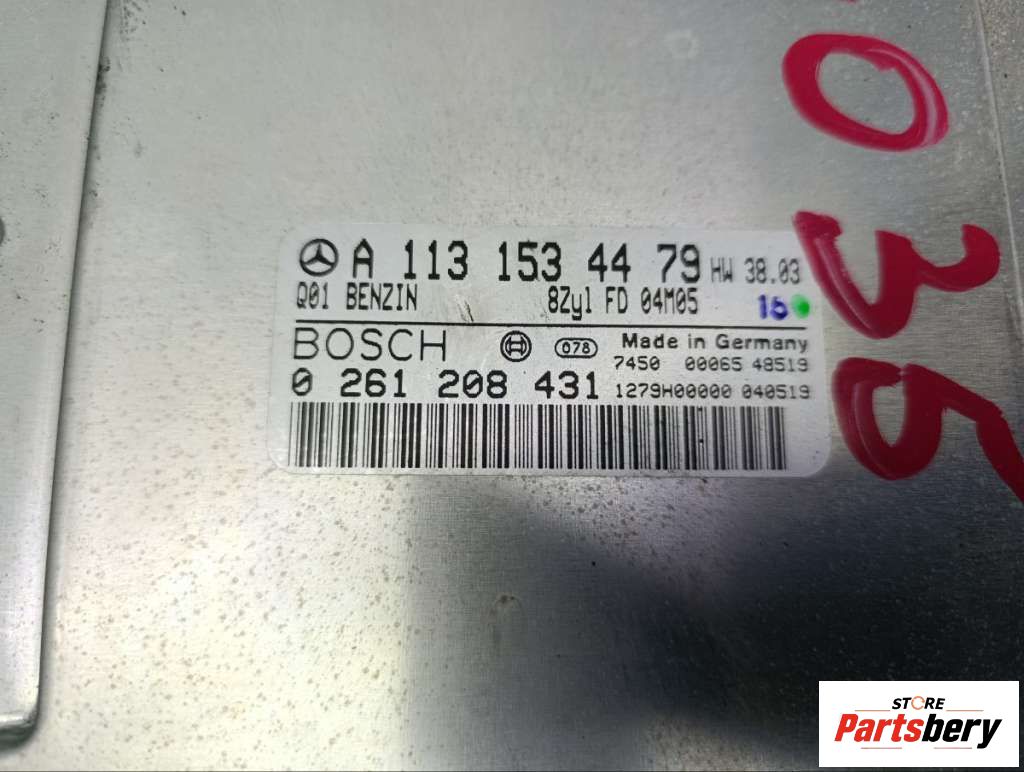 A 113 153 44 79 HW 38.03
Q01 BENZIN 8Zyl FD 04M05 16
BOSCH 078 Made in Germany
7450 00065 48519
0 261 208 431 1279H00000 040519
035
STORE
Partsbery